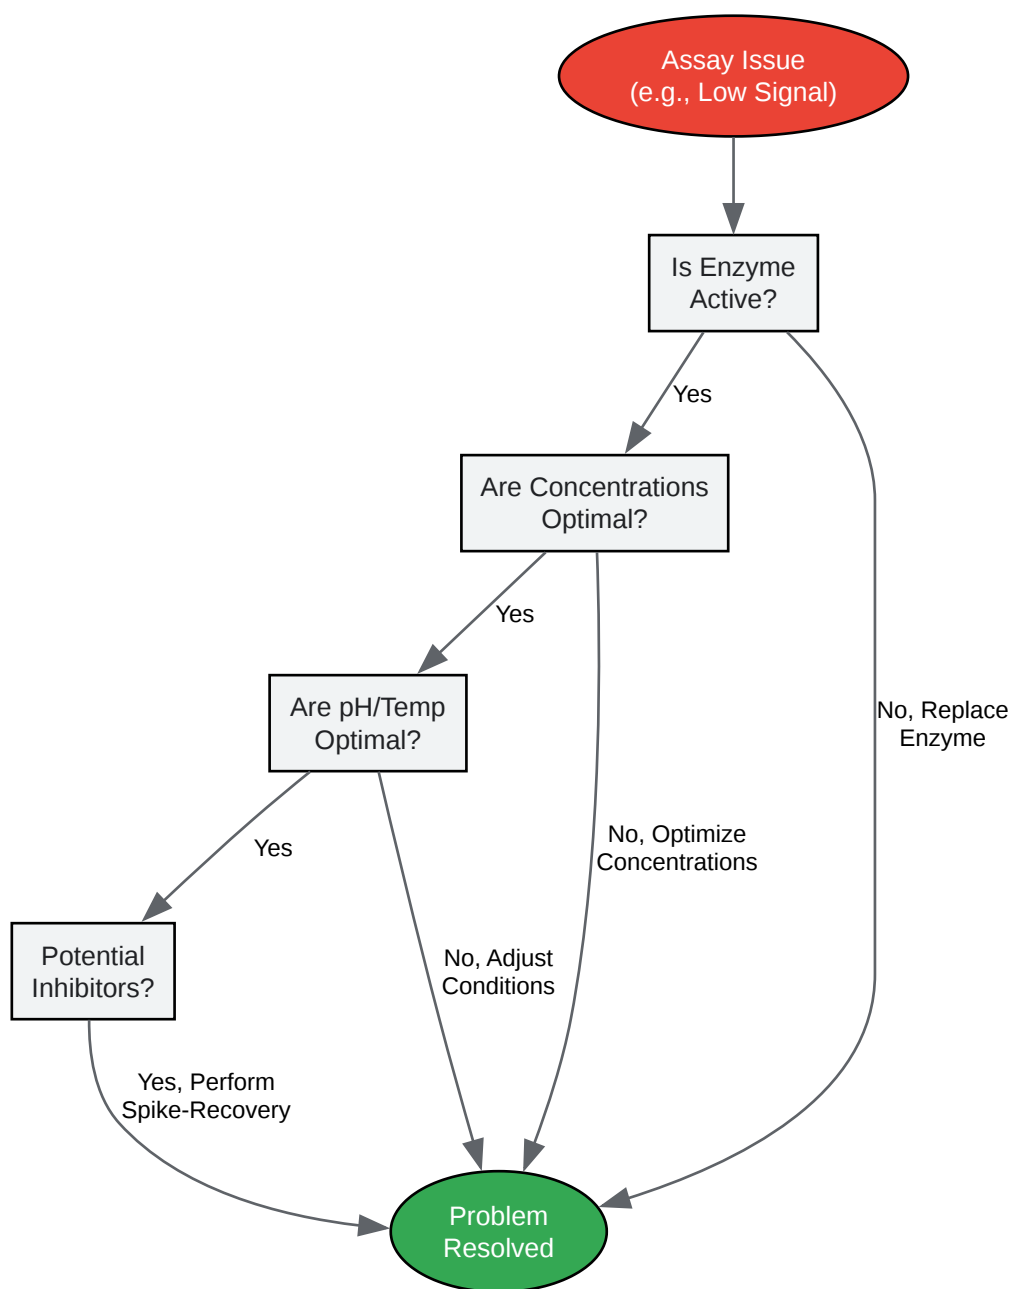 Assay Issue
(e.g., Low Signal)
Is Enzyme
Active?
Yes
Are Concentrations
Optimal?
Yes
Are pH/Temp
Optimal?
No, Replace
Enzyme
No, Optimize
Concentrations
Yes
Potential
Inhibitors?
No, Adjust
Conditions
Yes, Perform
Spike-Recovery
Problem
Resolved